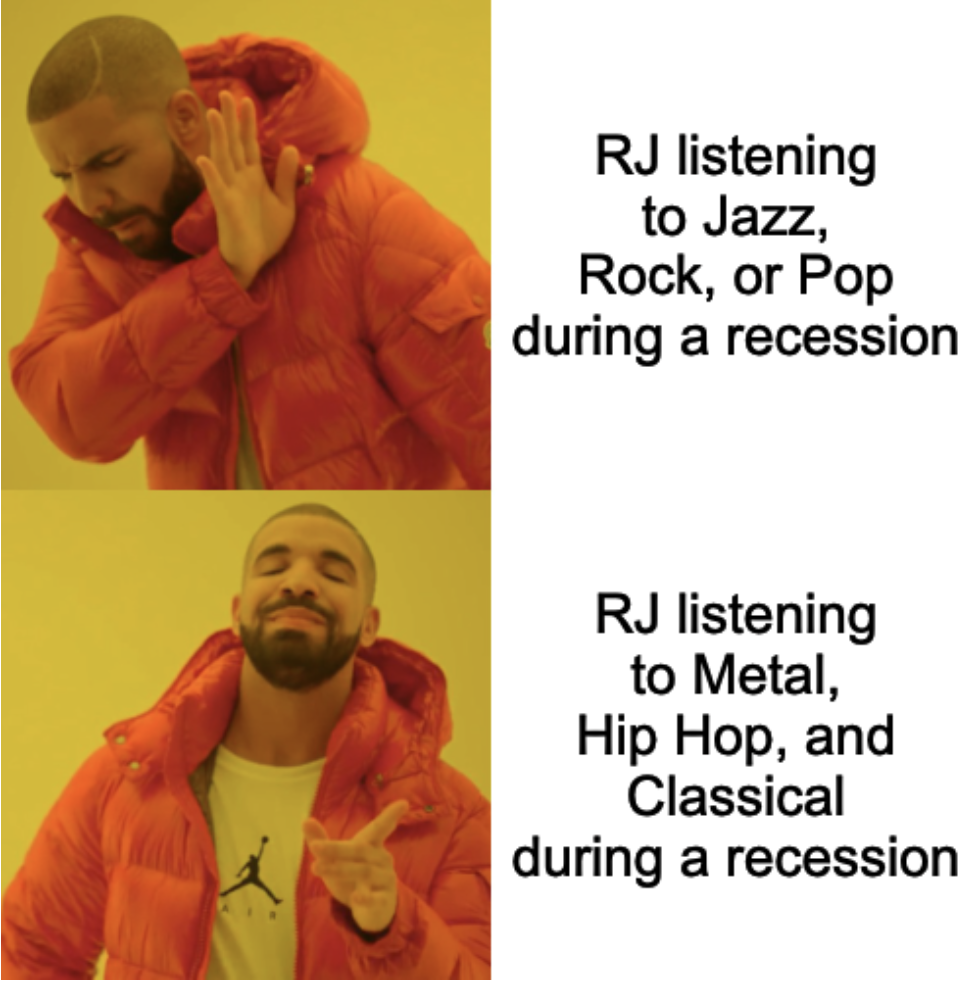 RJ listening
to Jazz,
Rock, or Pop
during a recession
RJ listening
to Metal,
Hip Hop, and
Classical
during a recession
AIR